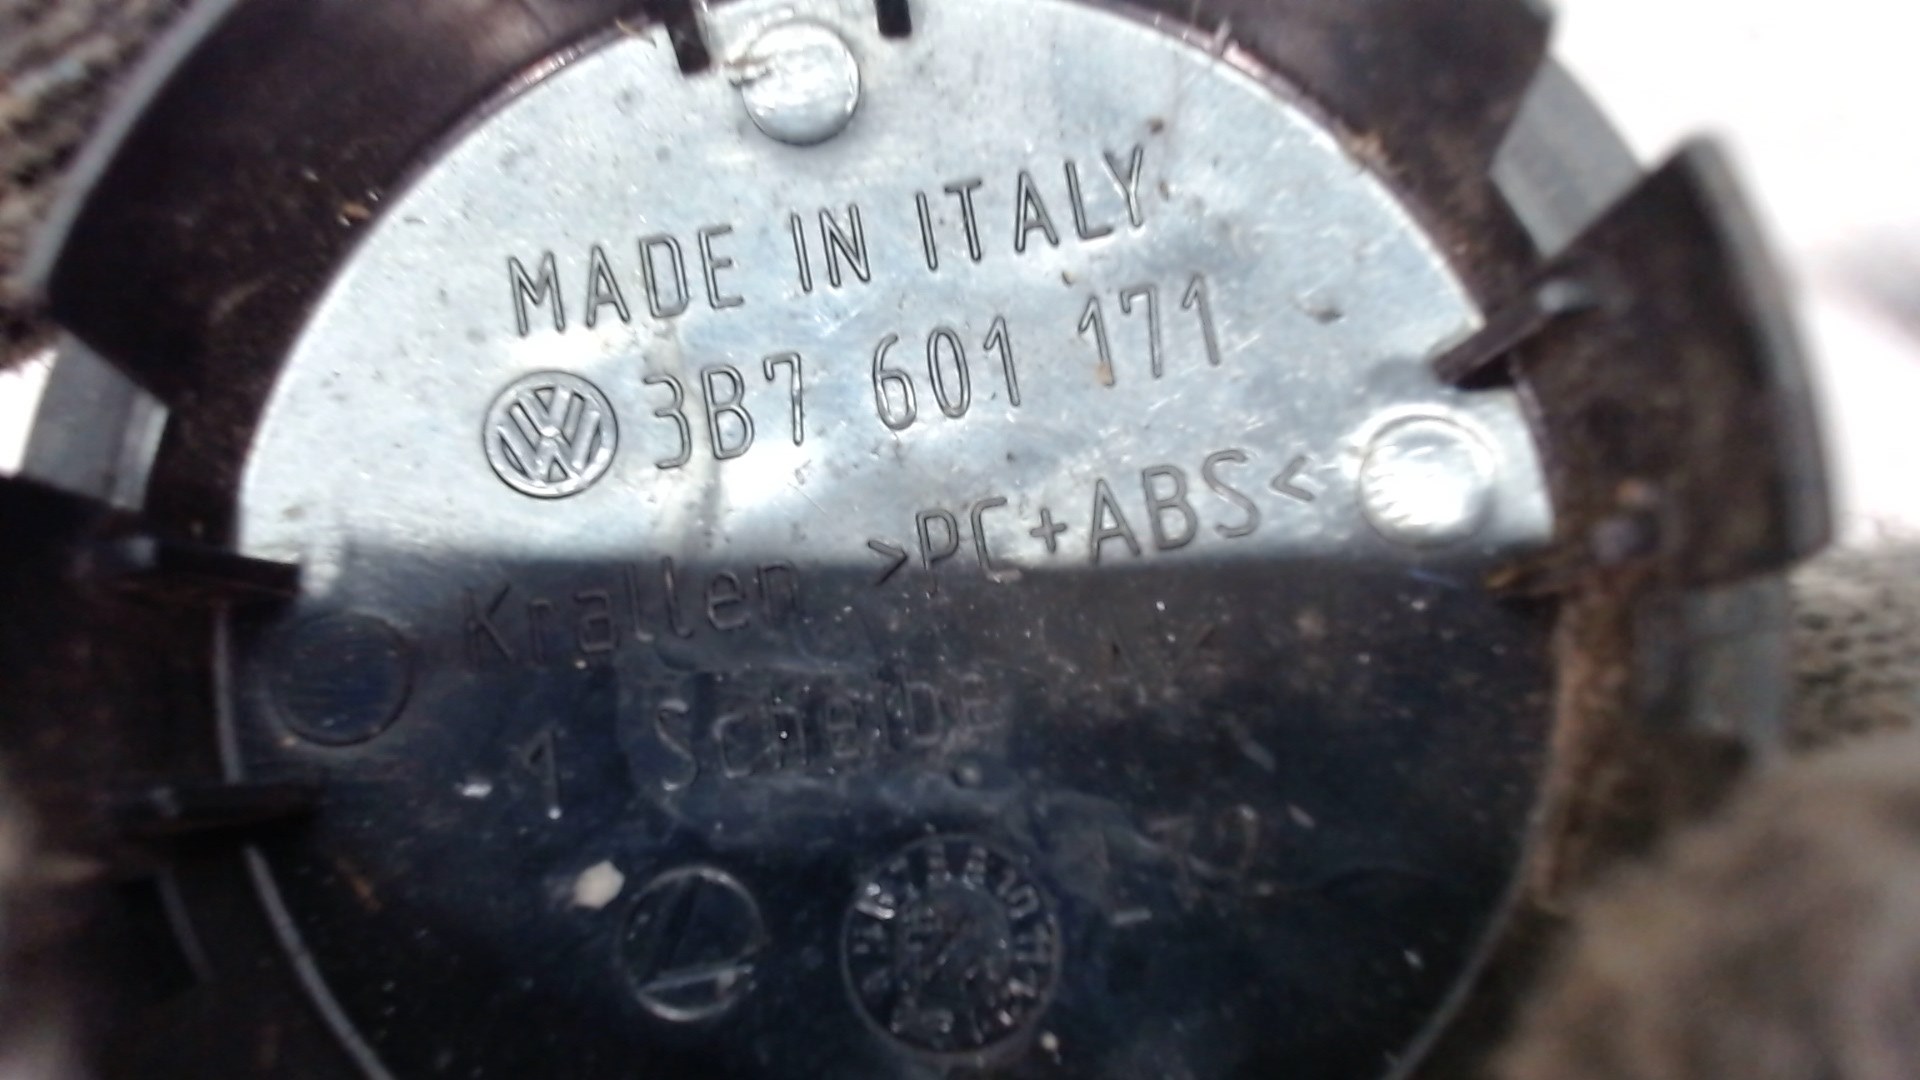 MADE IN ITALY
3B7 601 171
Krallen >PC+ABS<
Scheibe